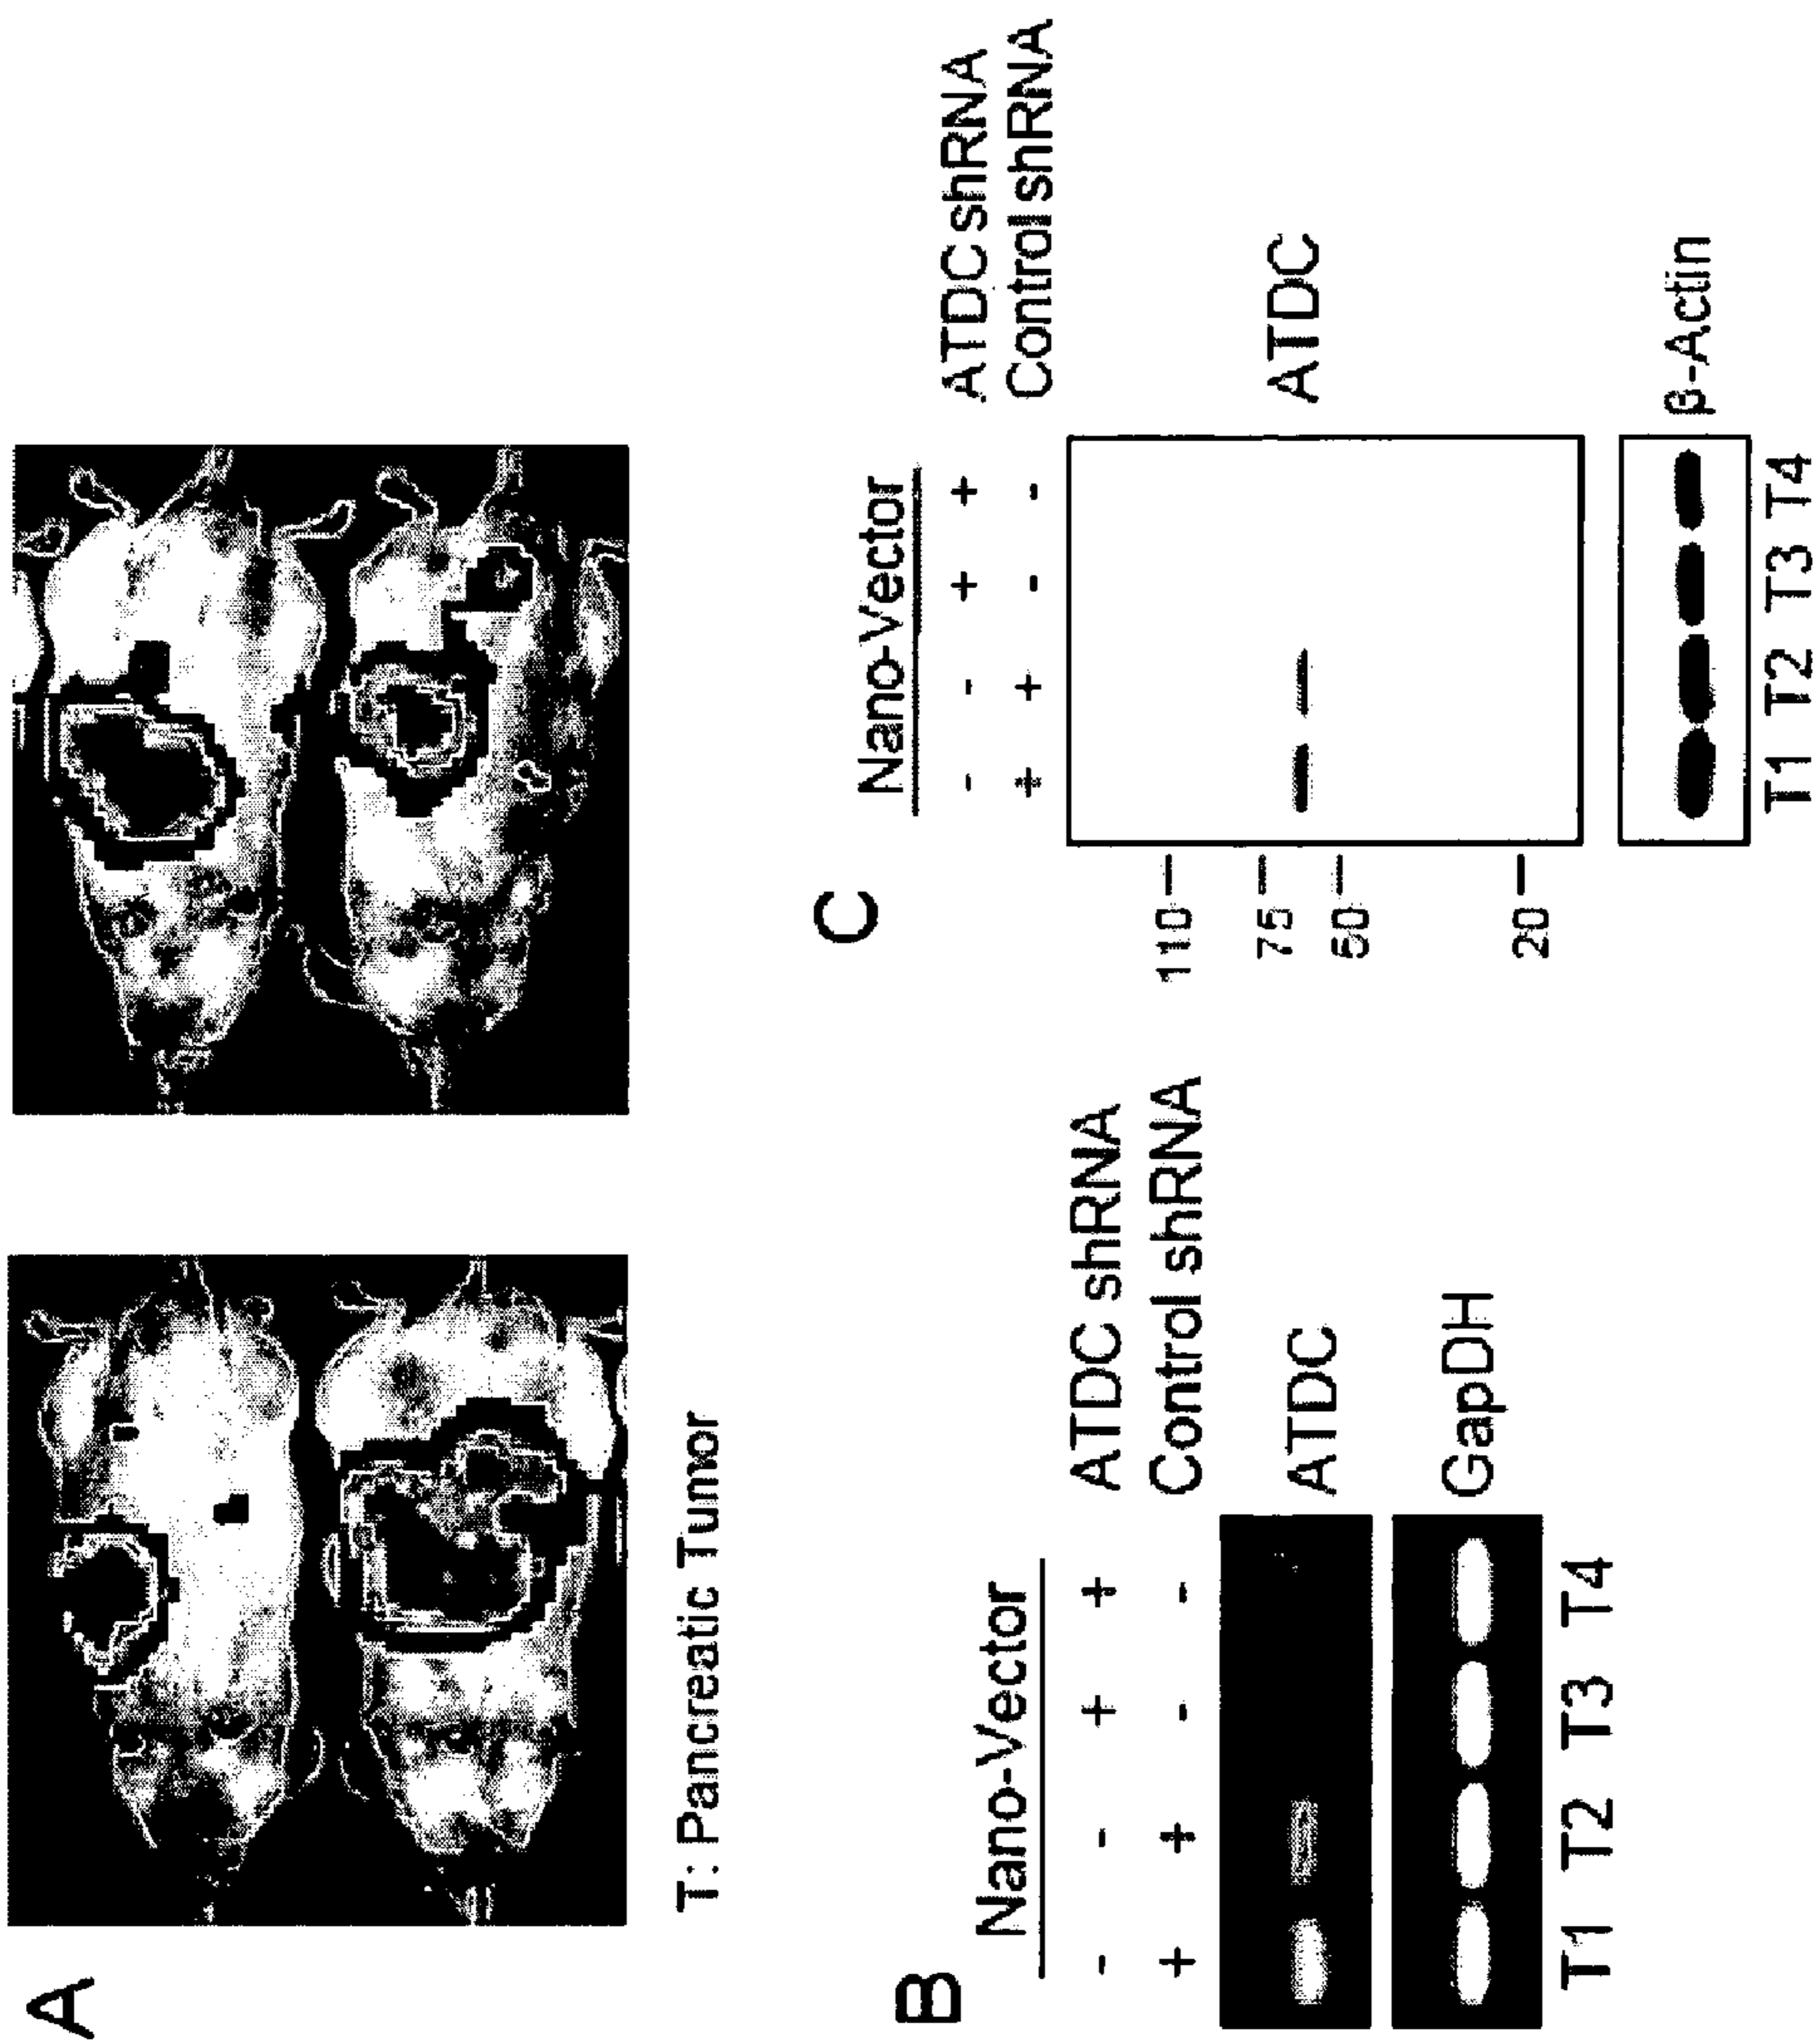 A
T: Pancreatic Tumor
B
Nano-Vector
- - + + ATDC shRNA
+ + - - Control shRNA
ATDC
GapDH
T1 T2 T3 T4
C
Nano-Vector
- - + + ATDC shRNA
+ + - - Control shRNA
110
75
50
20
ATDC
β-Actin
T1 T2 T3 T4